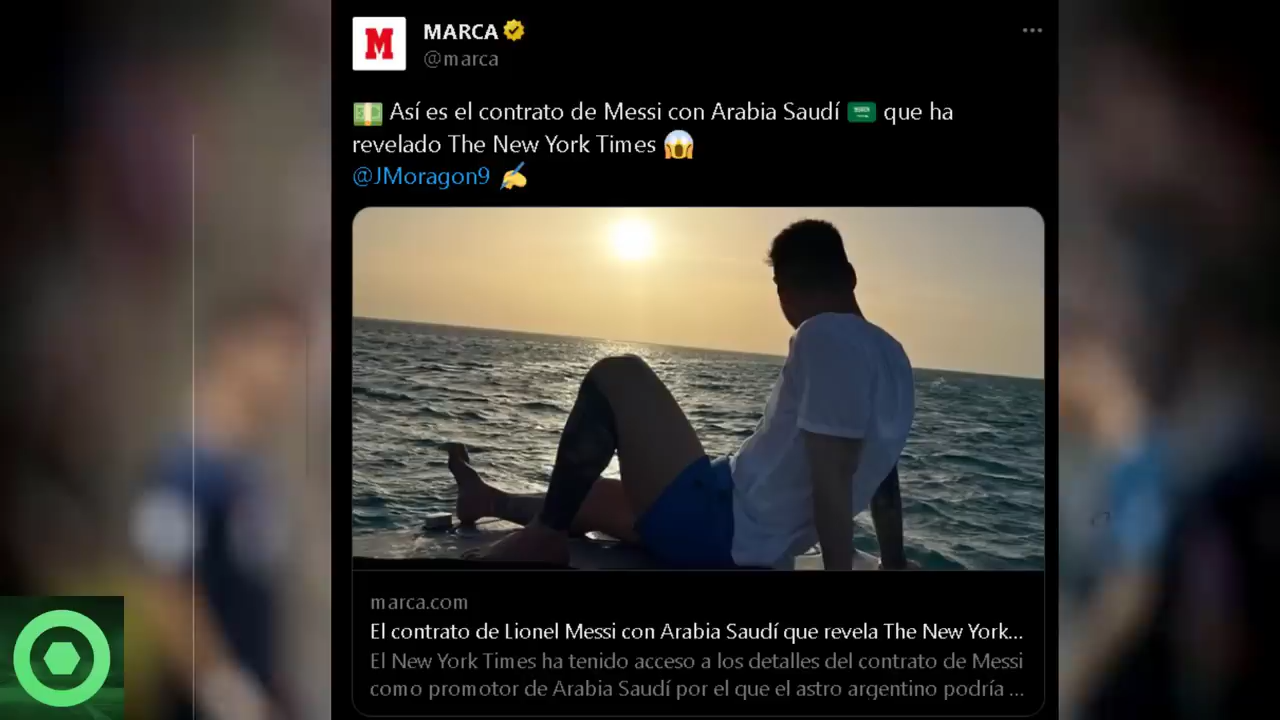 M
MARCA
@marca
Así es el contrato de Messi con Arabia Saudí que ha
revelado The New York Times
@JMoragon9
marca.com
El contrato de Lionel Messi con Arabia Saudí que revela The New York...
El New York Times ha tenido acceso a los detalles del contrato de Messi
como promotor de Arabia Saudí por el que el astro argentino podría ...